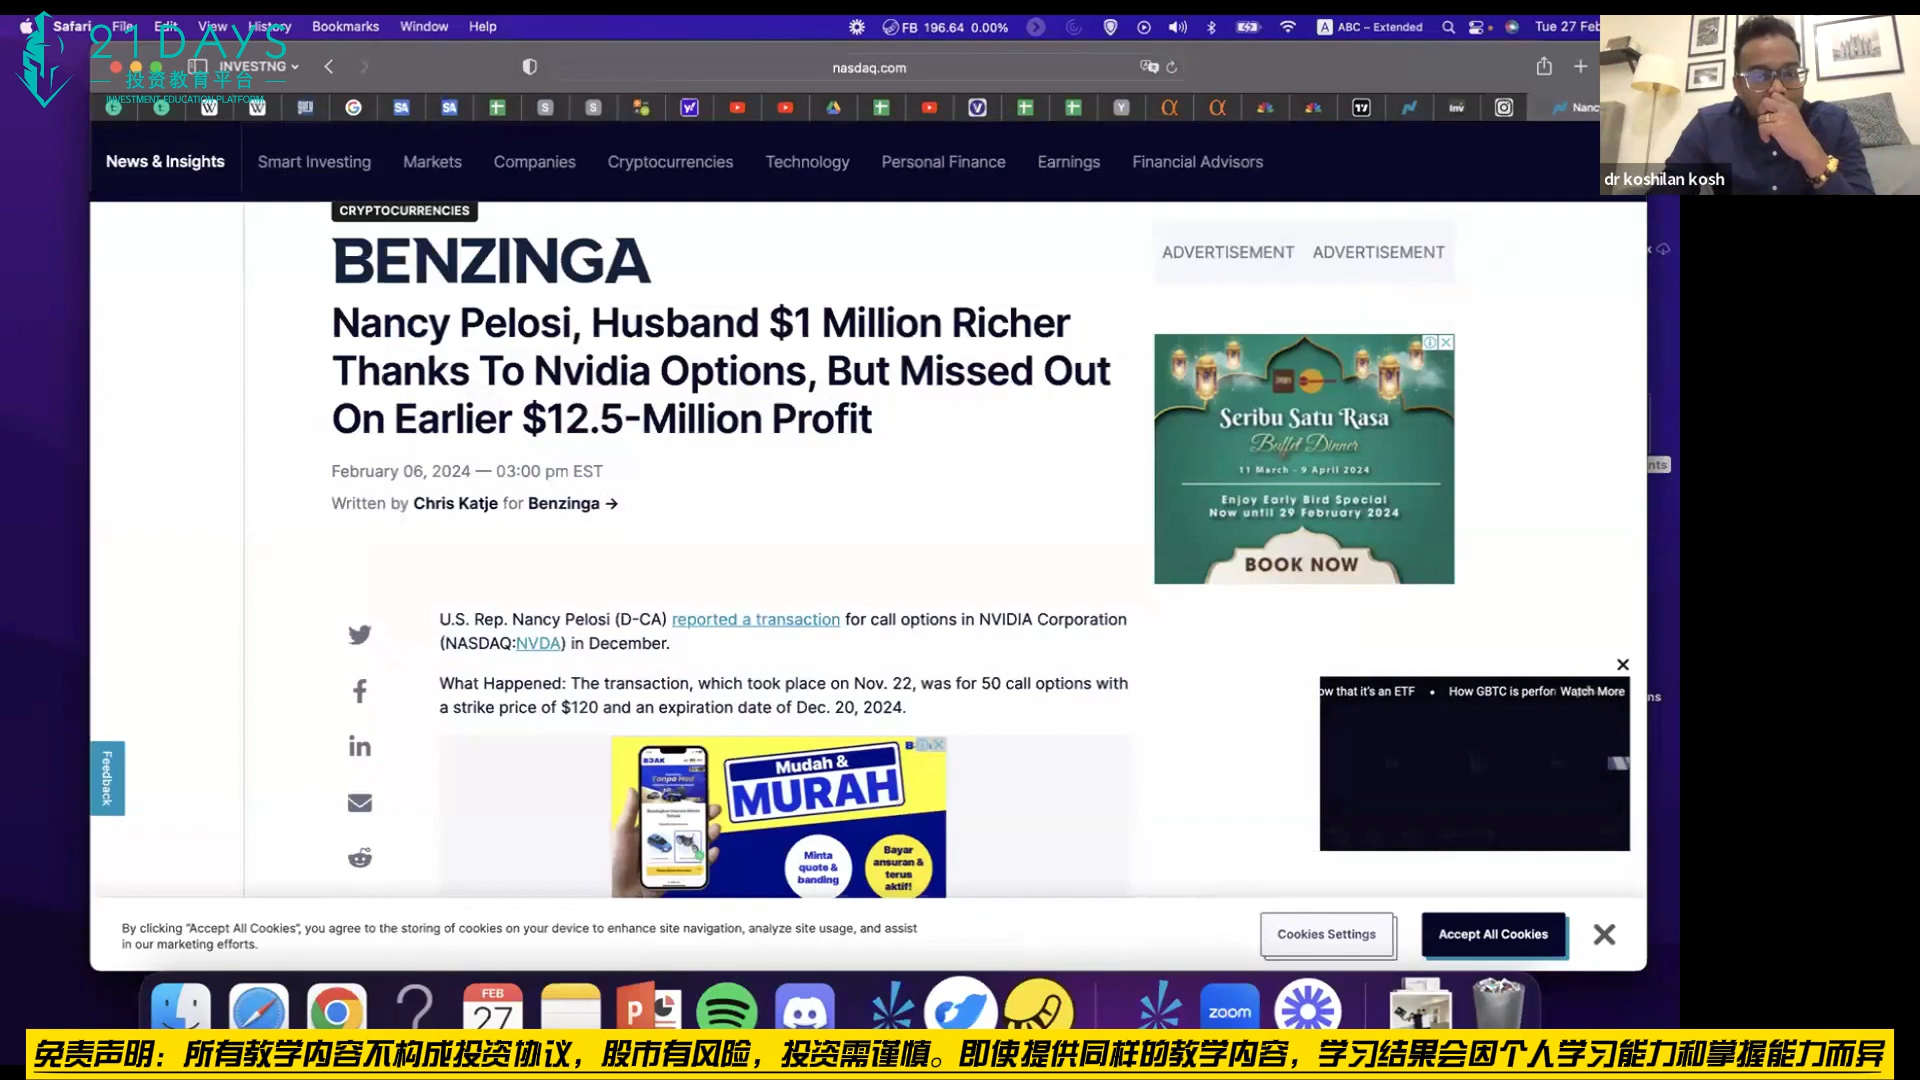 Safari File Edit View History Bookmarks Window Help
FB 196.64 0.00%
ABC – Extended
Tue 27 Feb
21DAYS
投资教育平台
INVESTMENT EDUCATION PLATFORM
INVESTNG
nasdaq.com
Nanc
dr koshilan kosh
News & Insights Smart Investing Markets Companies Cryptocurrencies Technology Personal Finance Earnings Financial Advisors
CRYPTOCURRENCIES
BENZINGA
ADVERTISEMENT ADVERTISEMENT
Nancy Pelosi, Husband $1 Million Richer
Thanks To Nvidia Options, But Missed Out
On Earlier $12.5-Million Profit
February 06, 2024 — 03:00 pm EST
Written by Chris Katje for Benzinga →
Seribu Satu Rasa
Buffet Dinner
11 March - 9 April 2024
Enjoy Early Bird Special
Now until 29 February 2024
BOOK NOW
U.S. Rep. Nancy Pelosi (D-CA) reported a transaction for call options in NVIDIA Corporation
(NASDAQ:NVDA) in December.
What Happened: The transaction, which took place on Nov. 22, was for 50 call options with
a strike price of $120 and an expiration date of Dec. 20, 2024.
ow that it's an ETF • How GBTC is perfor Watch More
Feedback
BJAK
Mudah &
MURAH
Minta
quote &
banding
Bayar
ansuran &
terus
aktif!
By clicking “Accept All Cookies”, you agree to the storing of cookies on your device to enhance site navigation, analyze site usage, and assist
in our marketing efforts.
Cookies Settings
Accept All Cookies
FEB
27
zoom
免责声明：所有教学内容不构成投资协议，股市有风险，投资需谨慎。即使提供同样的教学内容，学习结果会因个人学习能力和掌握能力而异